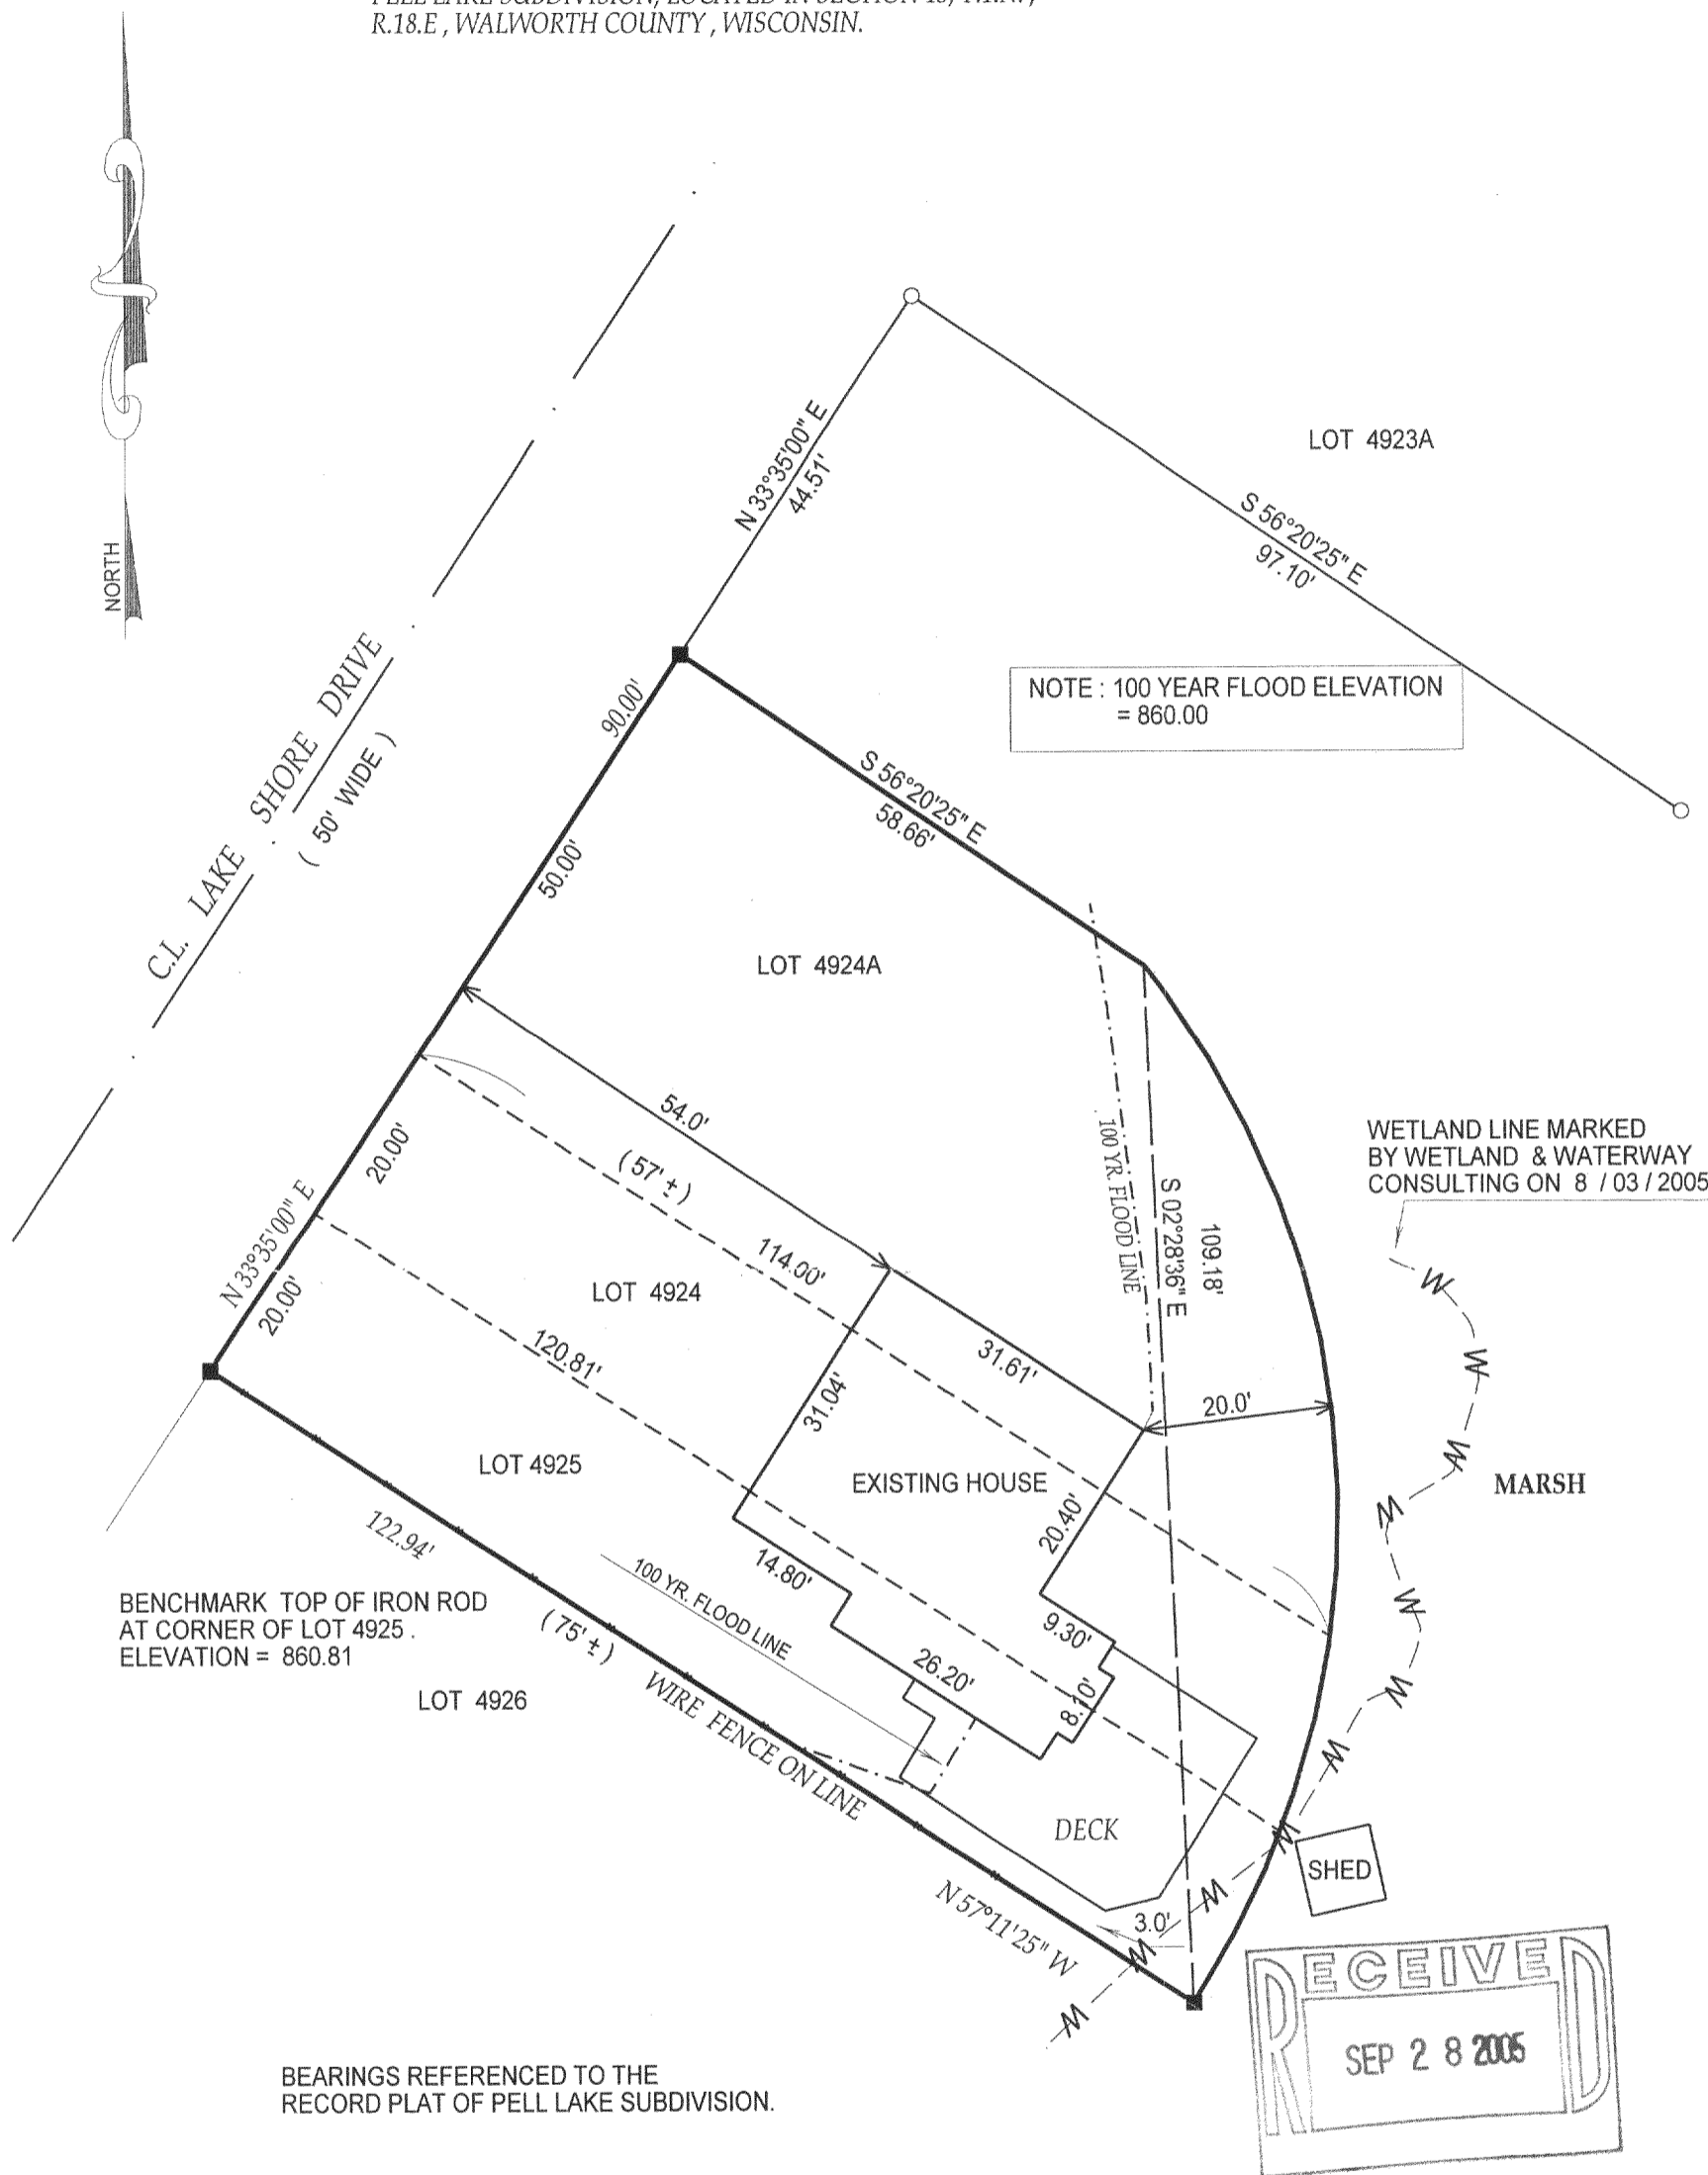 R.18.E , WALWORTH COUNTY , WISCONSIN.
NORTH
LOT 4923A
N 33°35'00" E
44.51'
S 56°20'25" E
97.10'
NOTE : 100 YEAR FLOOD ELEVATION
= 860.00
C.L. LAKE SHORE DRIVE
( 50' WIDE )
90.00'
50.00'
S 56°20'25" E
58.66'
LOT 4924A
54.0'
( 57' ± )
114.00'
100 YR. FLOOD LINE
S 02°28'36" E
109.18'
WETLAND LINE MARKED
BY WETLAND & WATERWAY
CONSULTING ON 8 / 03 / 2005
20.00'
N 33°35'00" E
20.00'
LOT 4924
120.81'
31.61'
31.04'
20.0'
W
W
W
W
W
W
W
W
W
W
W
MARSH
LOT 4925
EXISTING HOUSE
20.40'
122.94'
14.80'
9.30'
100 YR. FLOOD LINE
26.20'
8.10'
BENCHMARK TOP OF IRON ROD
AT CORNER OF LOT 4925 .
ELEVATION = 860.81
( 75' ± )
LOT 4926
WIRE FENCE ON LINE
DECK
SHED
N 57°11'25" W
3.0'
RECEIVED
SEP 28 2005
BEARINGS REFERENCED TO THE
RECORD PLAT OF PELL LAKE SUBDIVISION.